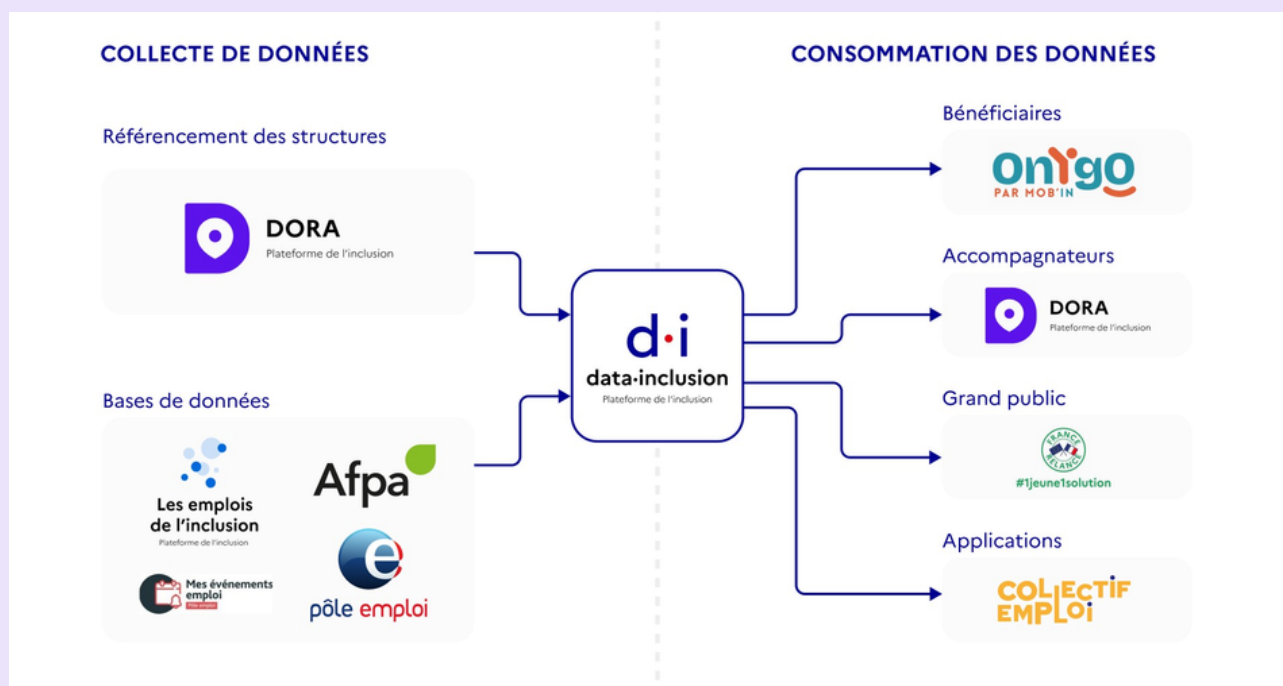 COLLECTE DE DONNÉES
Référencement des structures
DORA
Plateforme de l'inclusion
Bases de données
Les emplois
de l'inclusion
Plateforme de l'inclusion
Afpa
Mes événements
emploi
Pôle emploi
e
pôle emploi
d·i
data·inclusion
Plateforme de l'inclusion
CONSOMMATION DES DONNÉES
Bénéficiaires
OnYgO
PAR MOB'IN
Accompagnateurs
DORA
Plateforme de l'inclusion
Grand public
FRANCE
RELANCE
#1jeune1solution
Applications
COLLECTIF
EMPLOi